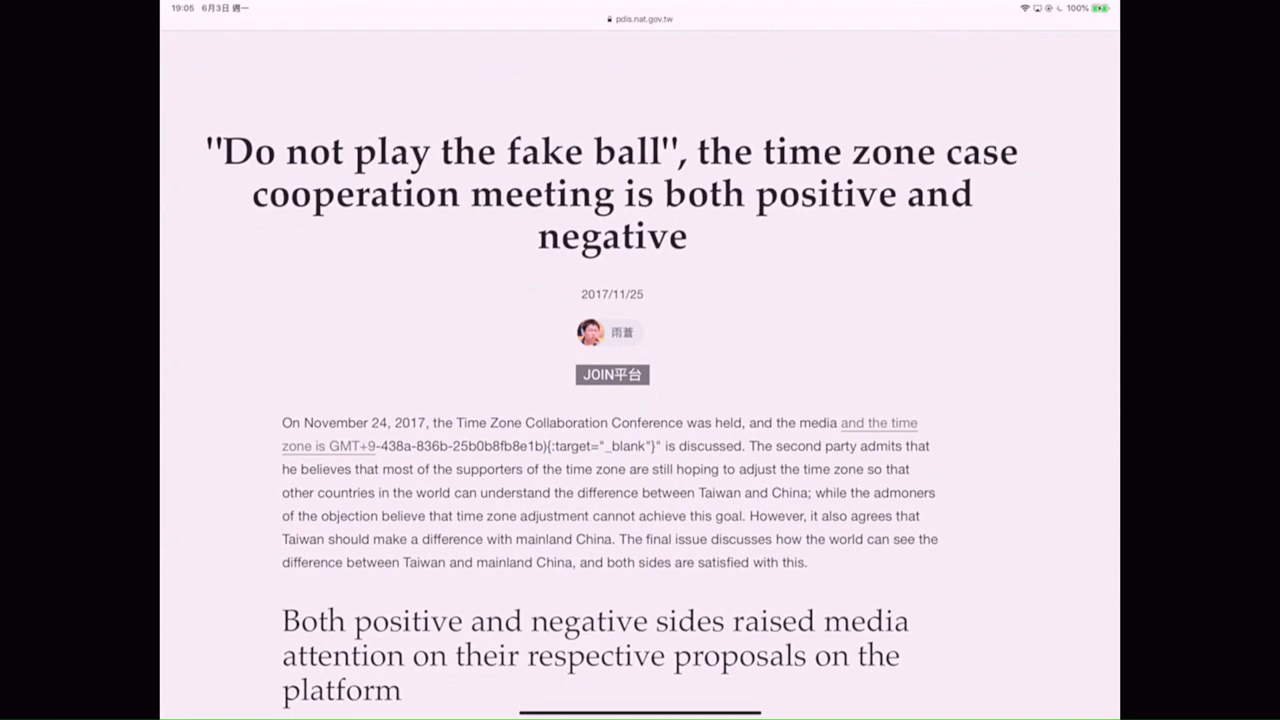 19:05 6月3日 週一
100%
pdis.nat.gov.tw
"Do not play the fake ball", the time zone case
cooperation meeting is both positive and
negative
2017/11/25
雨蒼
JOIN平台
On November 24, 2017, the Time Zone Collaboration Conference was held, and the media and the time
zone is GMT+9-438a-836b-25b0b8fb8e1b){:target="_blank"}" is discussed. The second party admits that
he believes that most of the supporters of the time zone are still hoping to adjust the time zone so that
other countries in the world can understand the difference between Taiwan and China; while the admoners
of the objection believe that time zone adjustment cannot achieve this goal. However, it also agrees that
Taiwan should make a difference with mainland China. The final issue discusses how the world can see the
difference between Taiwan and mainland China, and both sides are satisfied with this.
Both positive and negative sides raised media
attention on their respective proposals on the
platform